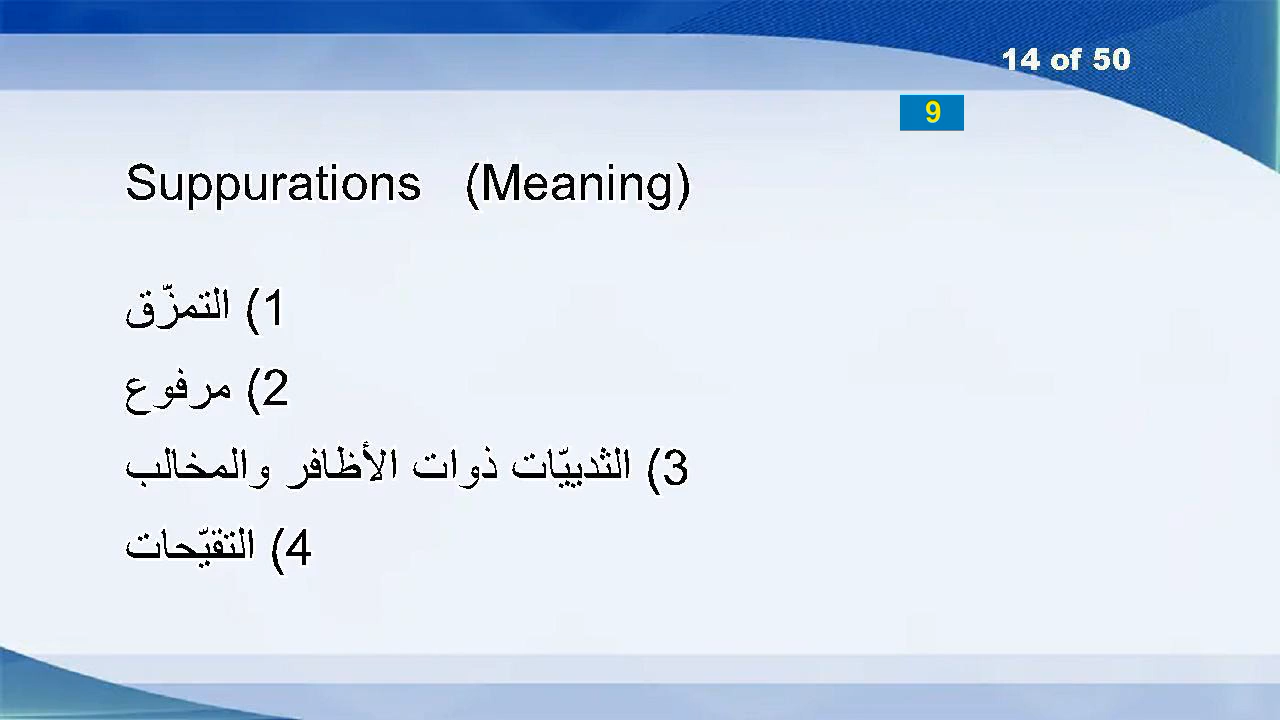 14 of 50
9
Suppurations (Meaning)
1) التمزّق
2) مرفوع
3) الثدييّات ذوات الأظافر والمخالب
4) التقيّحات